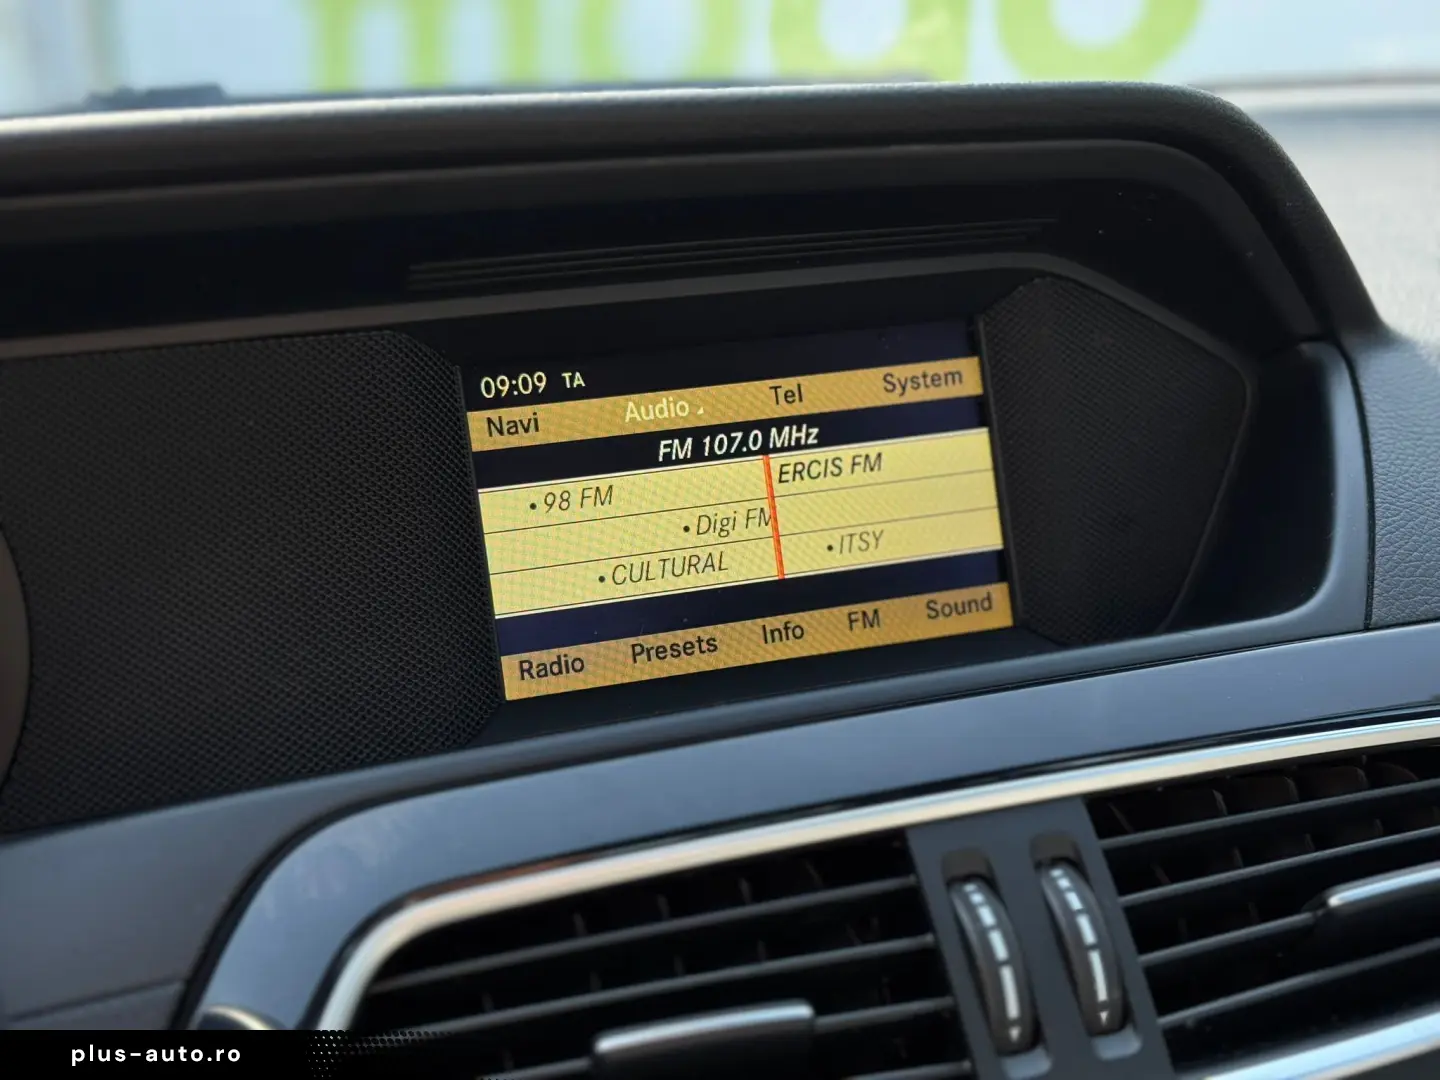 09:09 TA
Navi Audio Tel System
FM 107.0 MHz
ERCIS FM
•98 FM
•Digi FM
•ITSY
•CULTURAL
Radio Presets Info FM Sound
plus-auto.ro